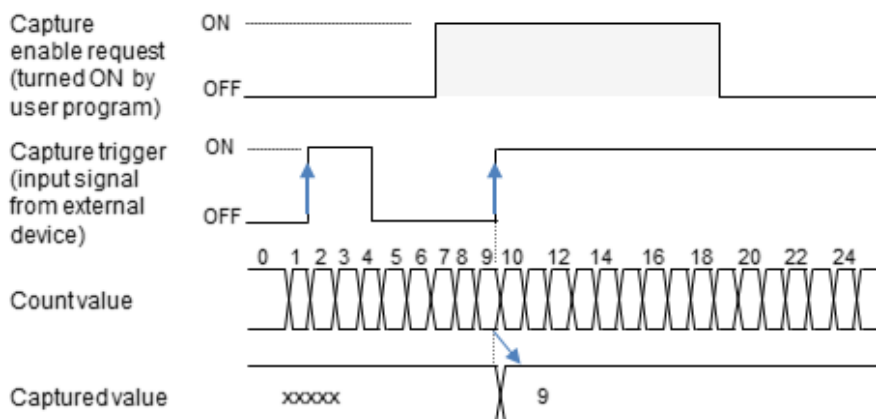 Capture
enable request
(turned ON by
user program)
ON
OFF
Capture trigger
(input signal
from external
device)
ON
OFF
0 1 2 3 4 5 6 7 8 9 10 12 14 16 18 20 22 24
Count value
Captured value
xxxxx
9